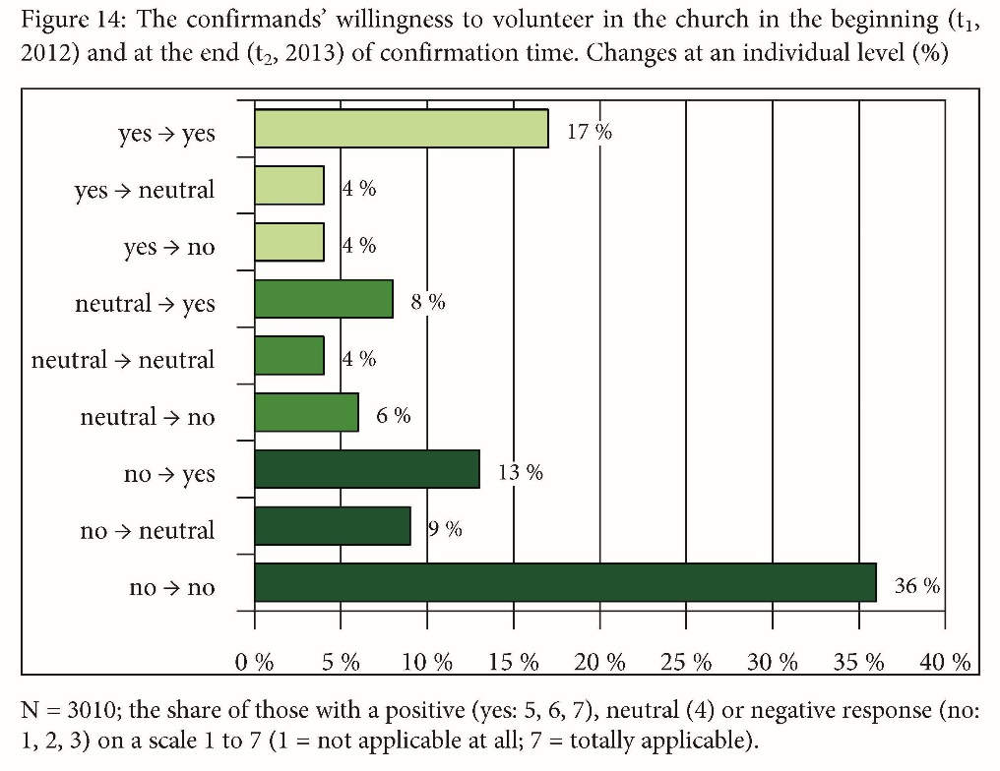 Figure 14: The confirmands’ willingness to volunteer in the church in the beginning (t₁,
2012) and at the end (t₂, 2013) of confirmation time. Changes at an individual level (%)
yes → yes 17 %
yes → neutral 4 %
yes → no 4 %
neutral → yes 8 %
neutral → neutral 4 %
neutral → no 6 %
no → yes 13 %
no → neutral 9 %
no → no 36 %
0 % 5 % 10 % 15 % 20 % 25 % 30 % 35 % 40 %
N = 3010; the share of those with a positive (yes: 5, 6, 7), neutral (4) or negative response (no:
1, 2, 3) on a scale 1 to 7 (1 = not applicable at all; 7 = totally applicable).